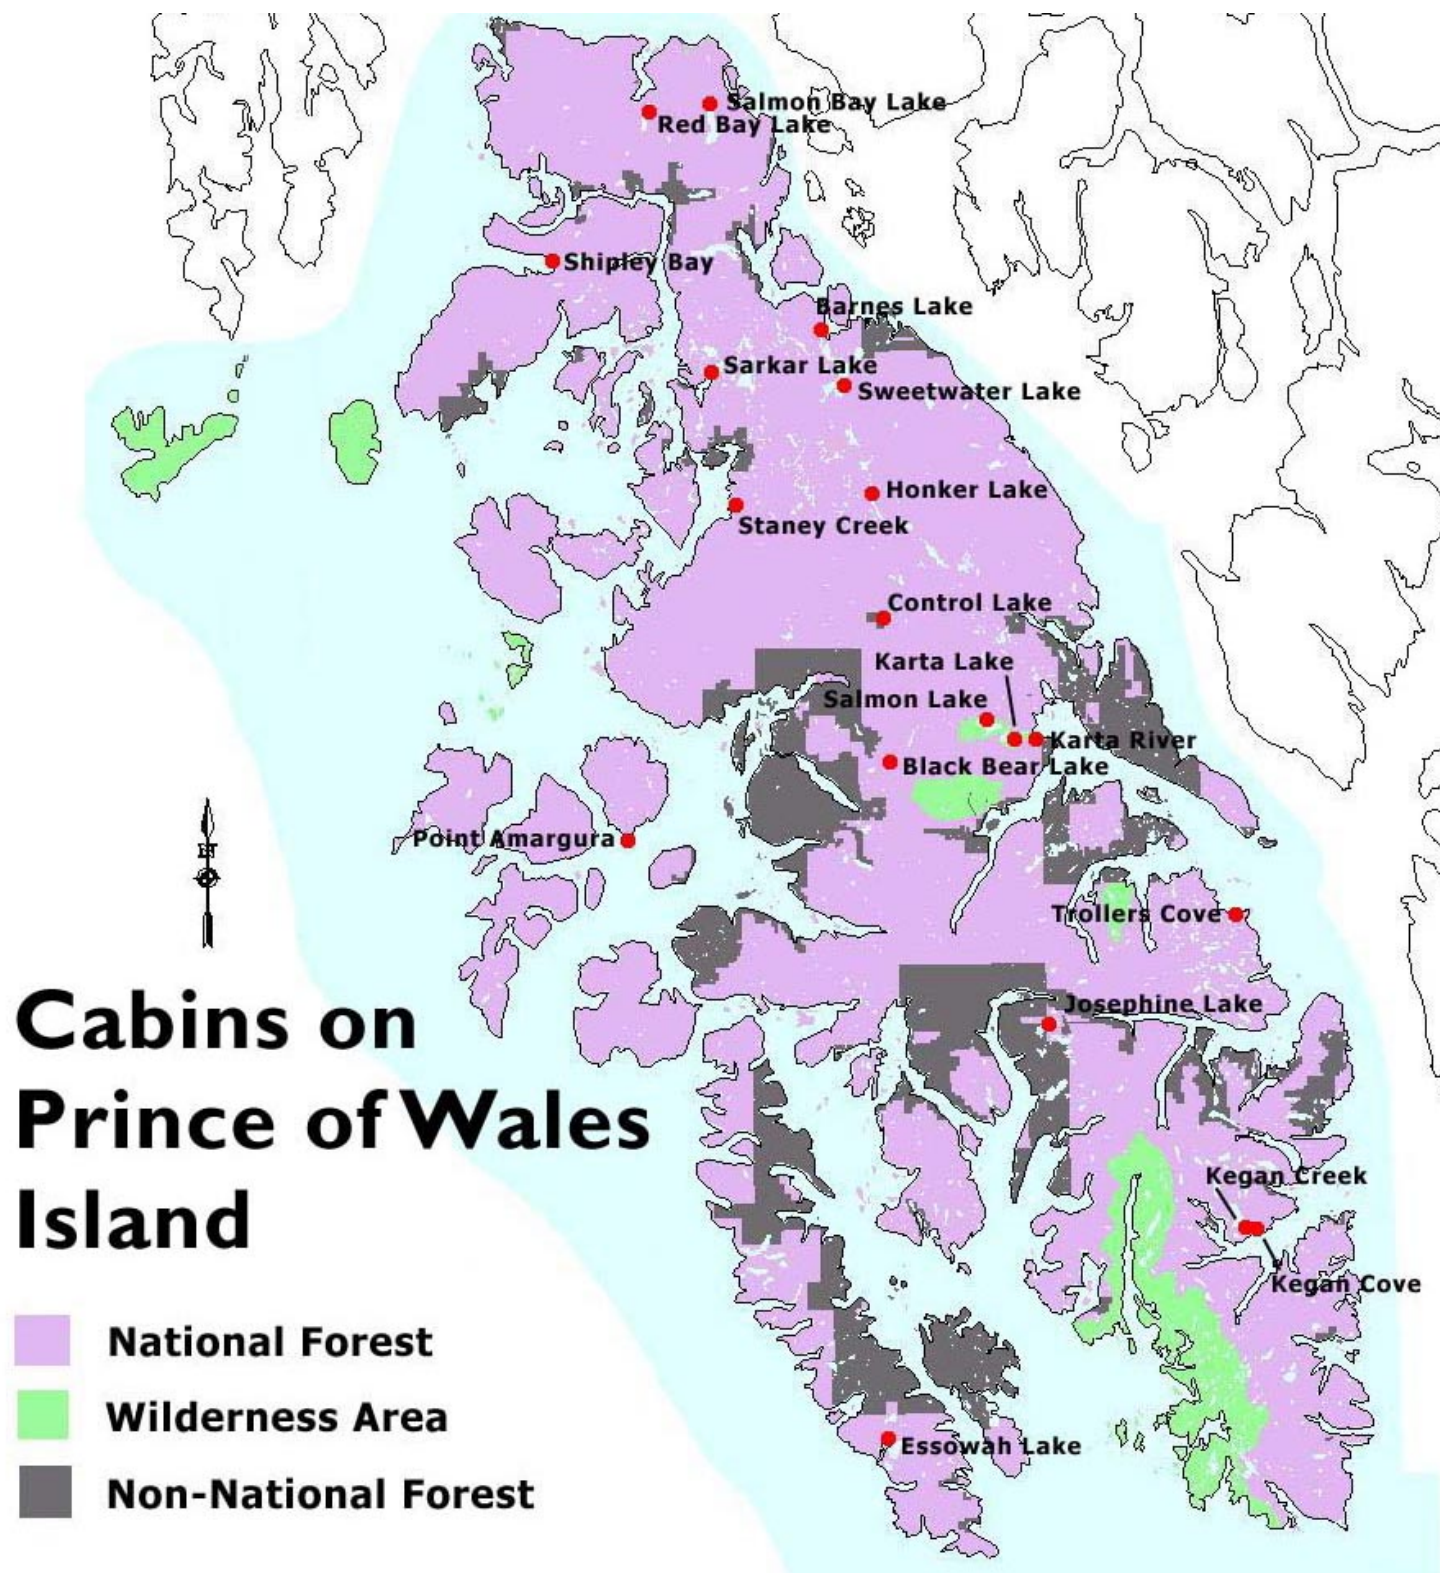 Salmon Bay Lake
Red Bay Lake
Shipley Bay
Barnes Lake
Sarkar Lake
Sweetwater Lake
Honker Lake
Staney Creek
Control Lake
Karta Lake
Salmon Lake
Karta River
Black Bear Lake
Point Amargura
Trollers Cove
Josephine Lake
Kegan Creek
Kegan Cove
Essowah Lake
Cabins on
Prince of Wales
Island
National Forest
Wilderness Area
Non-National Forest